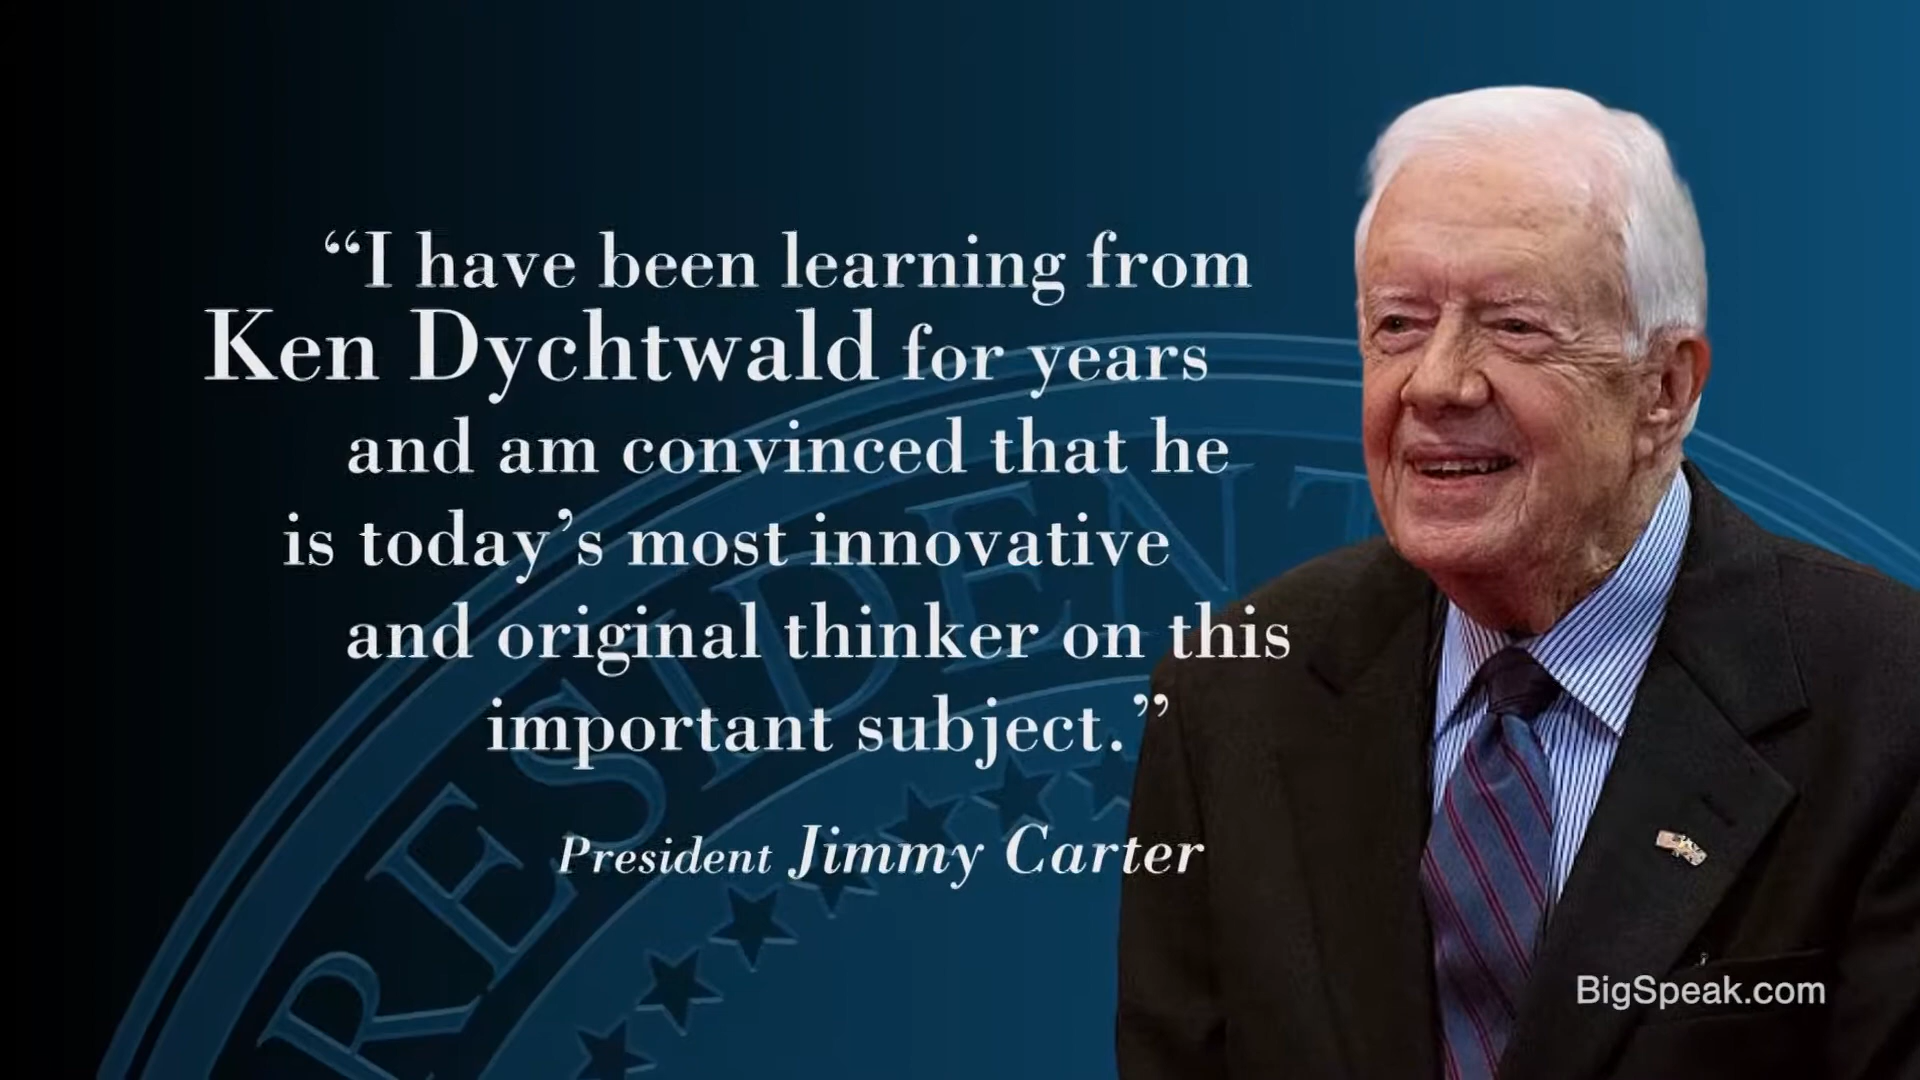 “I have been learning from
Ken Dychtwald for years
and am convinced that he
is today’s most innovative
and original thinker on this
important subject.”
President Jimmy Carter
RESIDENT
BigSpeak.com